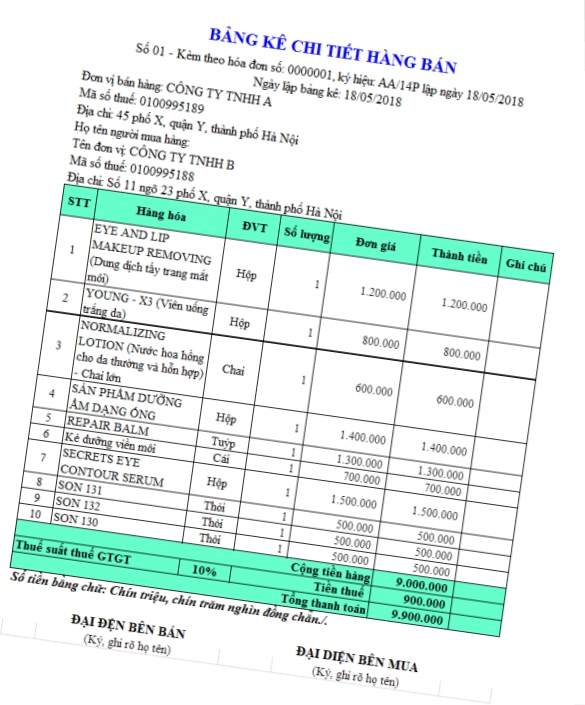 BẢNG KÊ CHI TIẾT HÀNG BÁN
Số 01 - Kèm theo hóa đơn số: 0000001, ký hiệu: AA/14P lập ngày 18/05/2018
Ngày lập bảng kê: 18/05/2018
Đơn vị bán hàng: CÔNG TY TNHH A
Mã số thuế: 0100995189
Địa chỉ: 45 phố X, quận Y, thành phố Hà Nội
Họ tên người mua hàng:
Tên đơn vị: CÔNG TY TNHH B
Mã số thuế: 0100995188
Địa chỉ: Số 11 ngõ 23 phố X, quận Y, thành phố Hà Nội
STT Hàng hóa ĐVT Số lượng Đơn giá Thành tiền Ghi chú
EYE AND LIP
1 MAKEUP REMOVING Hộp 1 1.200.000 1.200.000
(Dung dịch tẩy trang mắt
môi)
2 YOUNG - X3 (Viên uống Hộp 1 800.000 800.000
trắng da)
NORMALIZING
3 LOTION (Nước hoa hồng Chai 1 600.000 600.000
cho da thường và hỗn hợp)
- Chai lớn
4 SẢN PHẨM DƯỠNG Hộp 1 1.400.000 1.400.000
ẨM DẠNG ỐNG
5 REPAIR BALM Tuýp 1 1.300.000 1.300.000
6 Kẻ dưỡng viền môi Cái 1 700.000 700.000
7 SECRETS EYE Hộp 1 1.500.000 1.500.000
CONTOUR SERUM
8 SON 131 Thỏi 1 500.000 500.000
9 SON 132 Thỏi 1 500.000 500.000
10 SON 130 Thỏi 1 500.000 500.000
Cộng tiền hàng 9.000.000
Thuế suất thuế GTGT 10% Tiền thuế 900.000
Tổng thanh toán 9.900.000
Số tiền bằng chữ: Chín triệu, chín trăm nghìn đồng chẵn./.
ĐẠI ĐỆN BÊN BÁN
(Ký, ghi rõ họ tên)
ĐẠI DIỆN BÊN MUA
(Ký, ghi rõ họ tên)